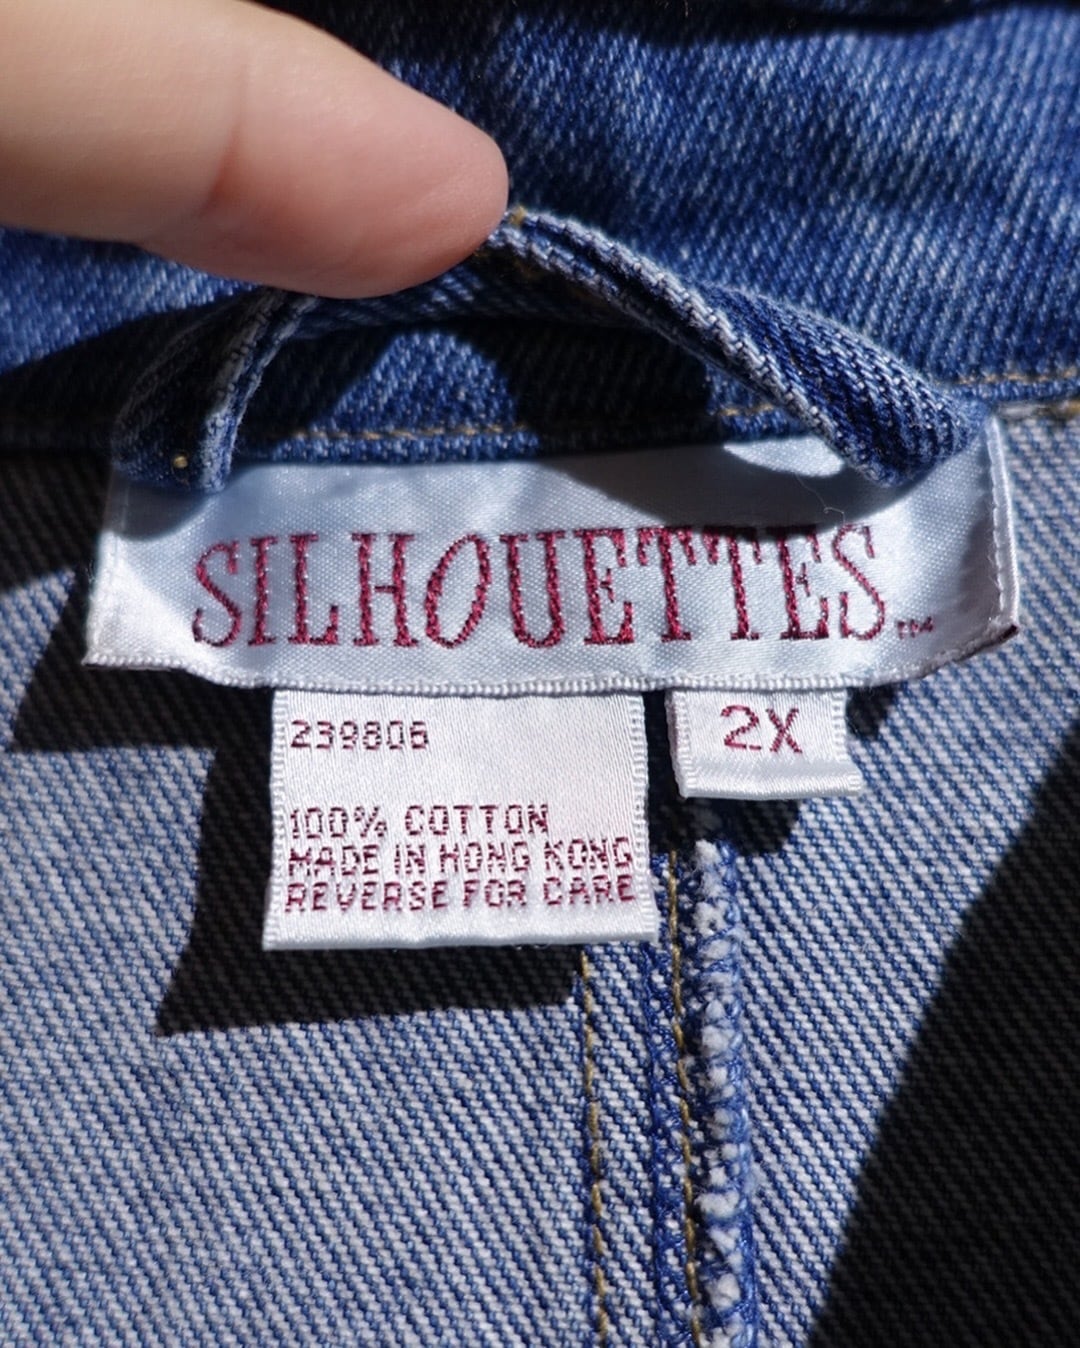 SILHOUETTES™
239806
2X
100% COTTON
MADE IN HONG KONG
REVERSE FOR CARE